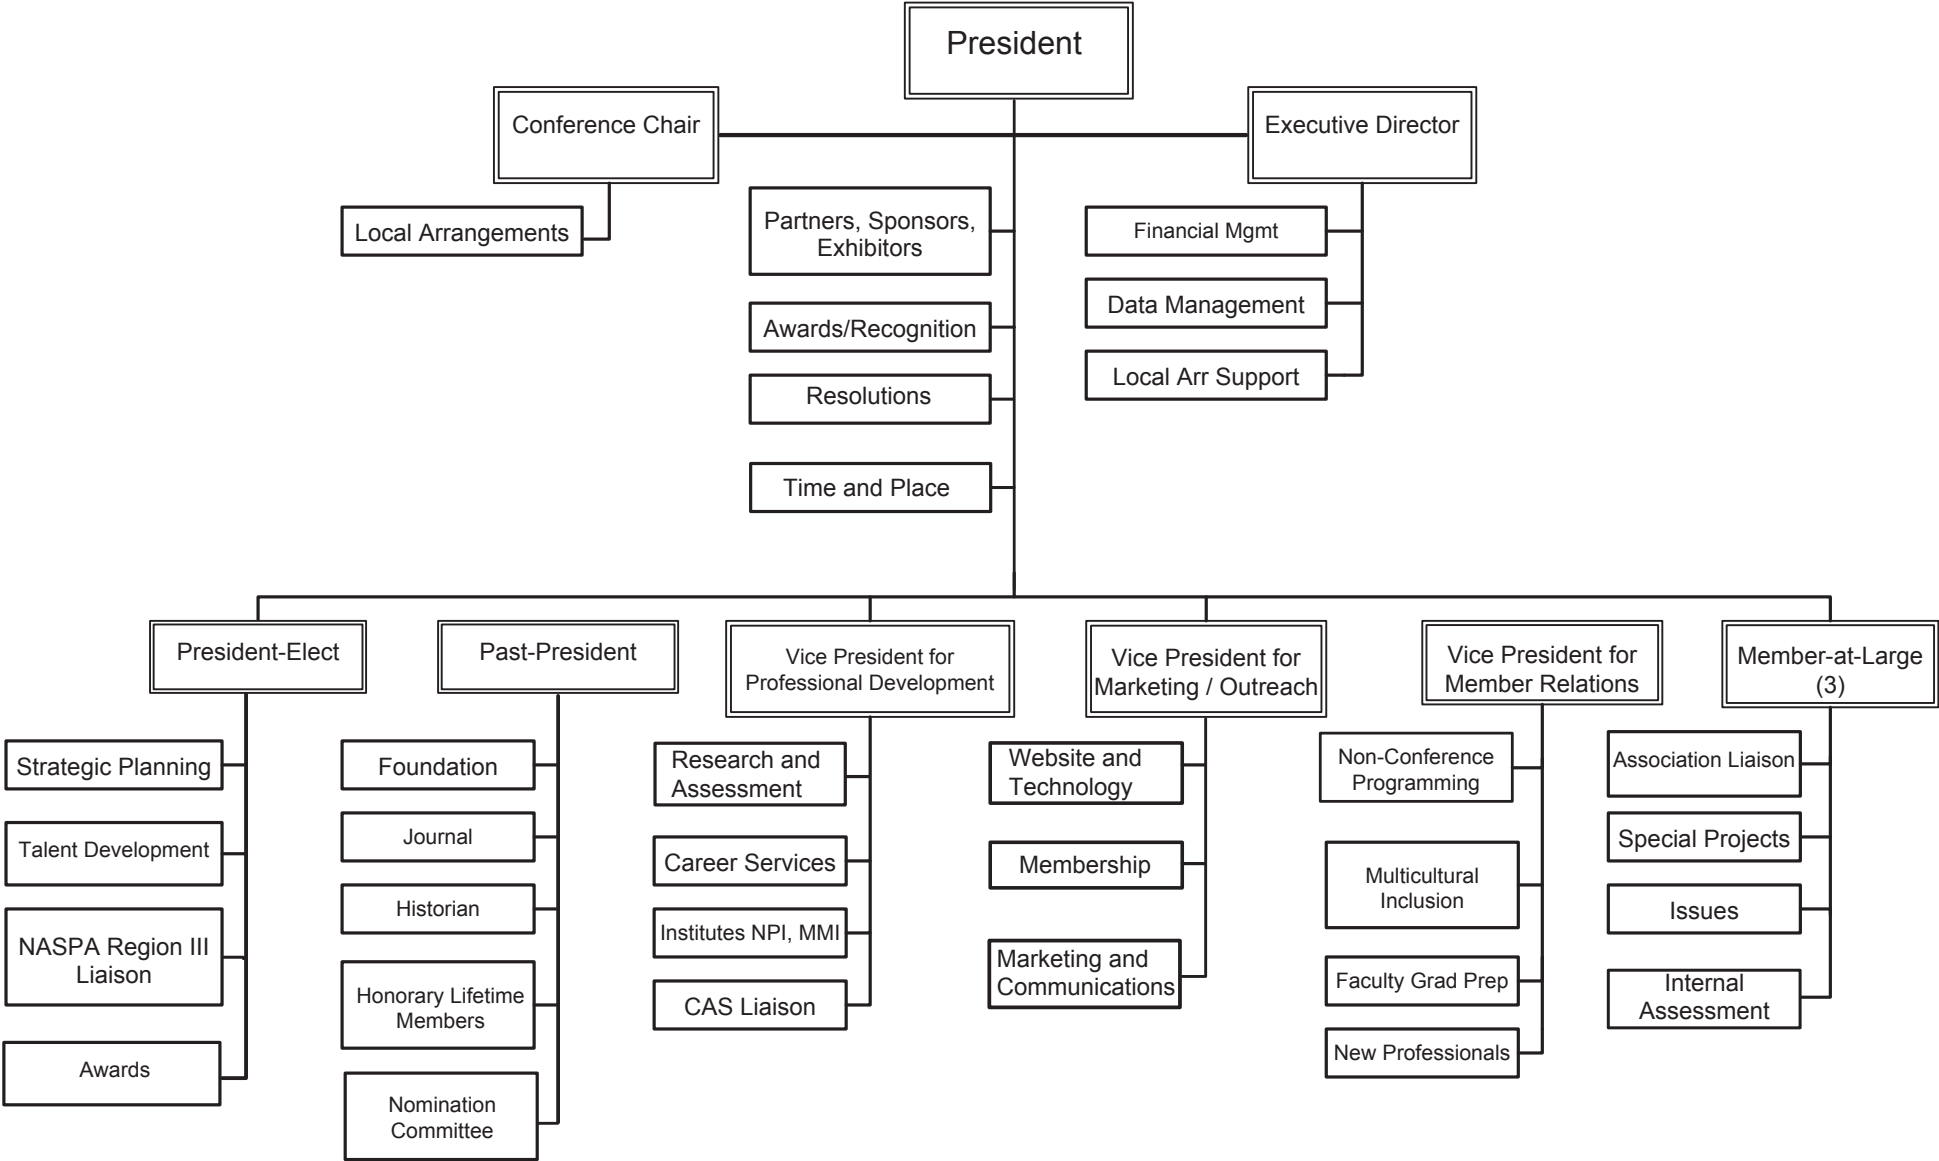 President
Conference Chair
Executive Director
Local Arrangements
Partners, Sponsors,
Exhibitors
Awards/Recognition
Resolutions
Time and Place
Financial Mgmt
Data Management
Local Arr Support
President-Elect
Strategic Planning
Talent Development
NASPA Region III
Liaison
Awards
Past-President
Foundation
Journal
Historian
Honorary Lifetime
Members
Nomination
Committee
Vice President for
Professional Development
Research and
Assessment
Career Services
Institutes NPI, MMI
CAS Liaison
Vice President for
Marketing / Outreach
Website and
Technology
Membership
Marketing and
Communications
Vice President for
Member Relations
Non-Conference
Programming
Multicultural
Inclusion
Faculty Grad Prep
New Professionals
Member-at-Large
(3)
Association Liaison
Special Projects
Issues
Internal
Assessment